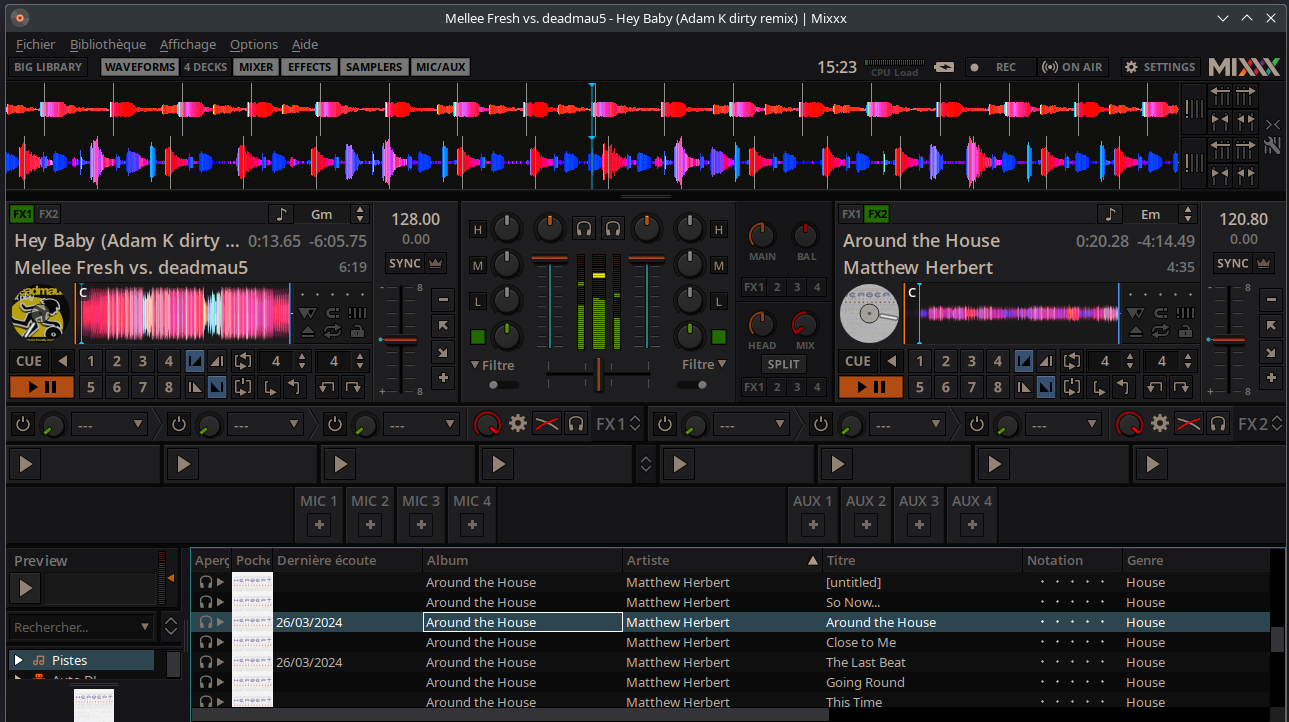 Mellee Fresh vs. deadmau5 - Hey Baby (Adam K dirty remix) | Mixxx
Fichier Bibliothèque Affichage Options Aide
BIG LIBRARY WAVEFORMS 4 DECKS MIXER EFFECTS SAMPLERS MIC/AUX 15:23 CPU Load REC ON AIR SETTINGS MIXXX
FX1 FX2 Gm 128.00
0.00
Hey Baby (Adam K dirty ... 0:13.65 -6:05.75
Mellee Fresh vs. deadmau5 6:19
SYNC
C
8
8
CUE 1 2 3 4 4 4
5 6 7 8
H H
M M
L L
Filtre Filtre
MAIN BAL
FX1 2 3 4
HEAD MIX
SPLIT
FX1 2 3 4
FX1 FX2 Em 120.80
0.00
Around the House 0:20.28 -4:14.49
Matthew Herbert 4:35
SYNC
C
8
8
CUE 1 2 3 4 4 4
5 6 7 8
--- --- --- FX1 --- --- --- FX2
MIC 1 MIC 2 MIC 3 MIC 4 AUX 1 AUX 2 AUX 3 AUX 4
Preview
Rechercher...
Pistes
Aperç Poche Dernière écoute Album Artiste Titre Notation Genre
Around the House Matthew Herbert [untitled] House
Around the House Matthew Herbert So Now... House
26/03/2024 Around the House Matthew Herbert Around the House House
Around the House Matthew Herbert Close to Me House
26/03/2024 Around the House Matthew Herbert The Last Beat House
Around the House Matthew Herbert Going Round House
Around the House Matthew Herbert This Time House